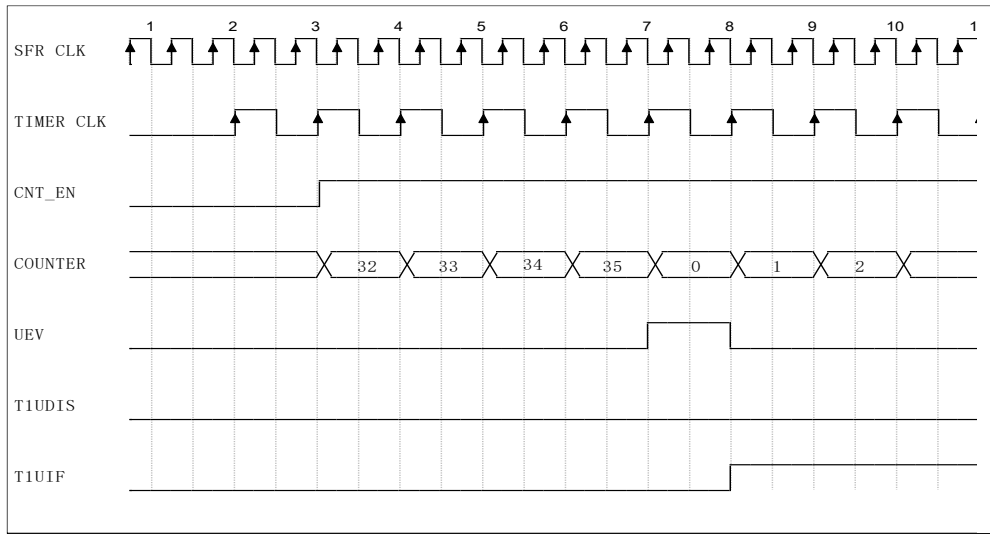 1 2 3 4 5 6 7 8 9 10 1
SFR CLK
TIMER CLK
CNT_EN
COUNTER 32 33 34 35 0 1 2
UEV
T1UDIS
T1UIF